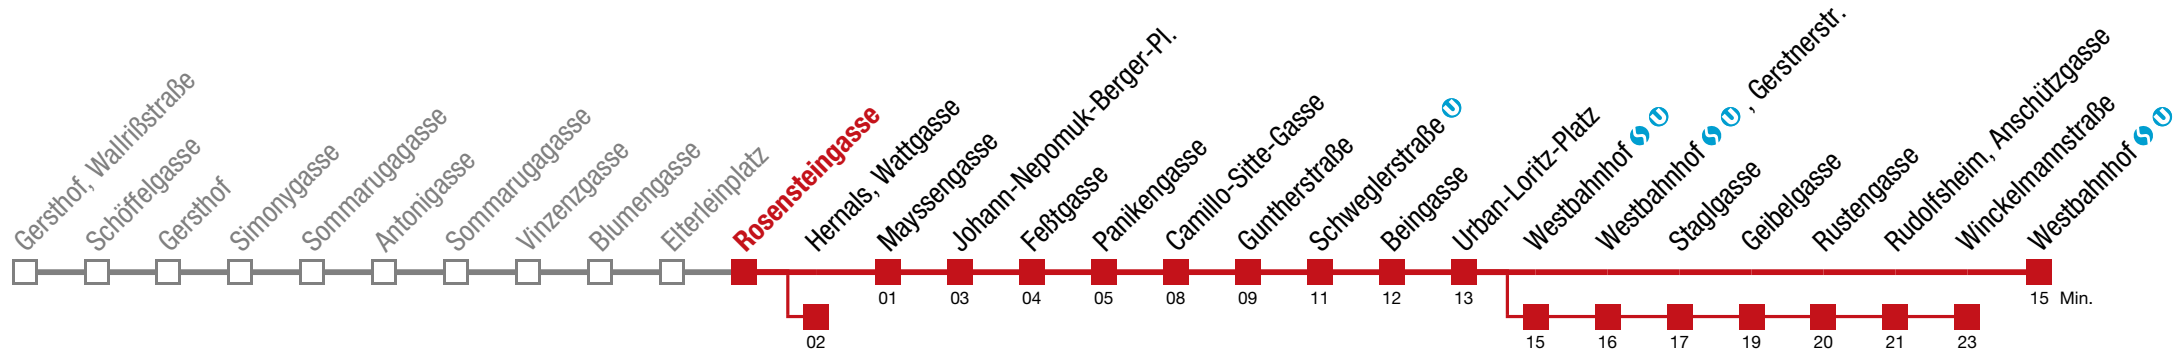 Gersthof, Wallrißstraße
Schöffelgasse
Gersthof
Simonygasse
Sommarugagasse
Antonigasse
Sommarugagasse
Vinzenzgasse
Blumengasse
Elterleinplatz
Rosensteingasse
Hernals, Wattgasse
Mayssengasse
Johann-Nepomuk-Berger-Pl.
Feßtgasse
Panikengasse
Camillo-Sitte-Gasse
Guntherstraße
Schweglerstraße U
Beingasse
Urban-Loritz-Platz
Westbahnhof S U
Westbahnhof S U , Gerstnerstr.
Staglgasse
Geibelgasse
Rustengasse
Rudolfsheim, Anschützgasse
Winckelmannstraße
Westbahnhof S U
01 03 04 05 08 09 11 12 13 15 Min.
02 15 16 17 19 20 21 23